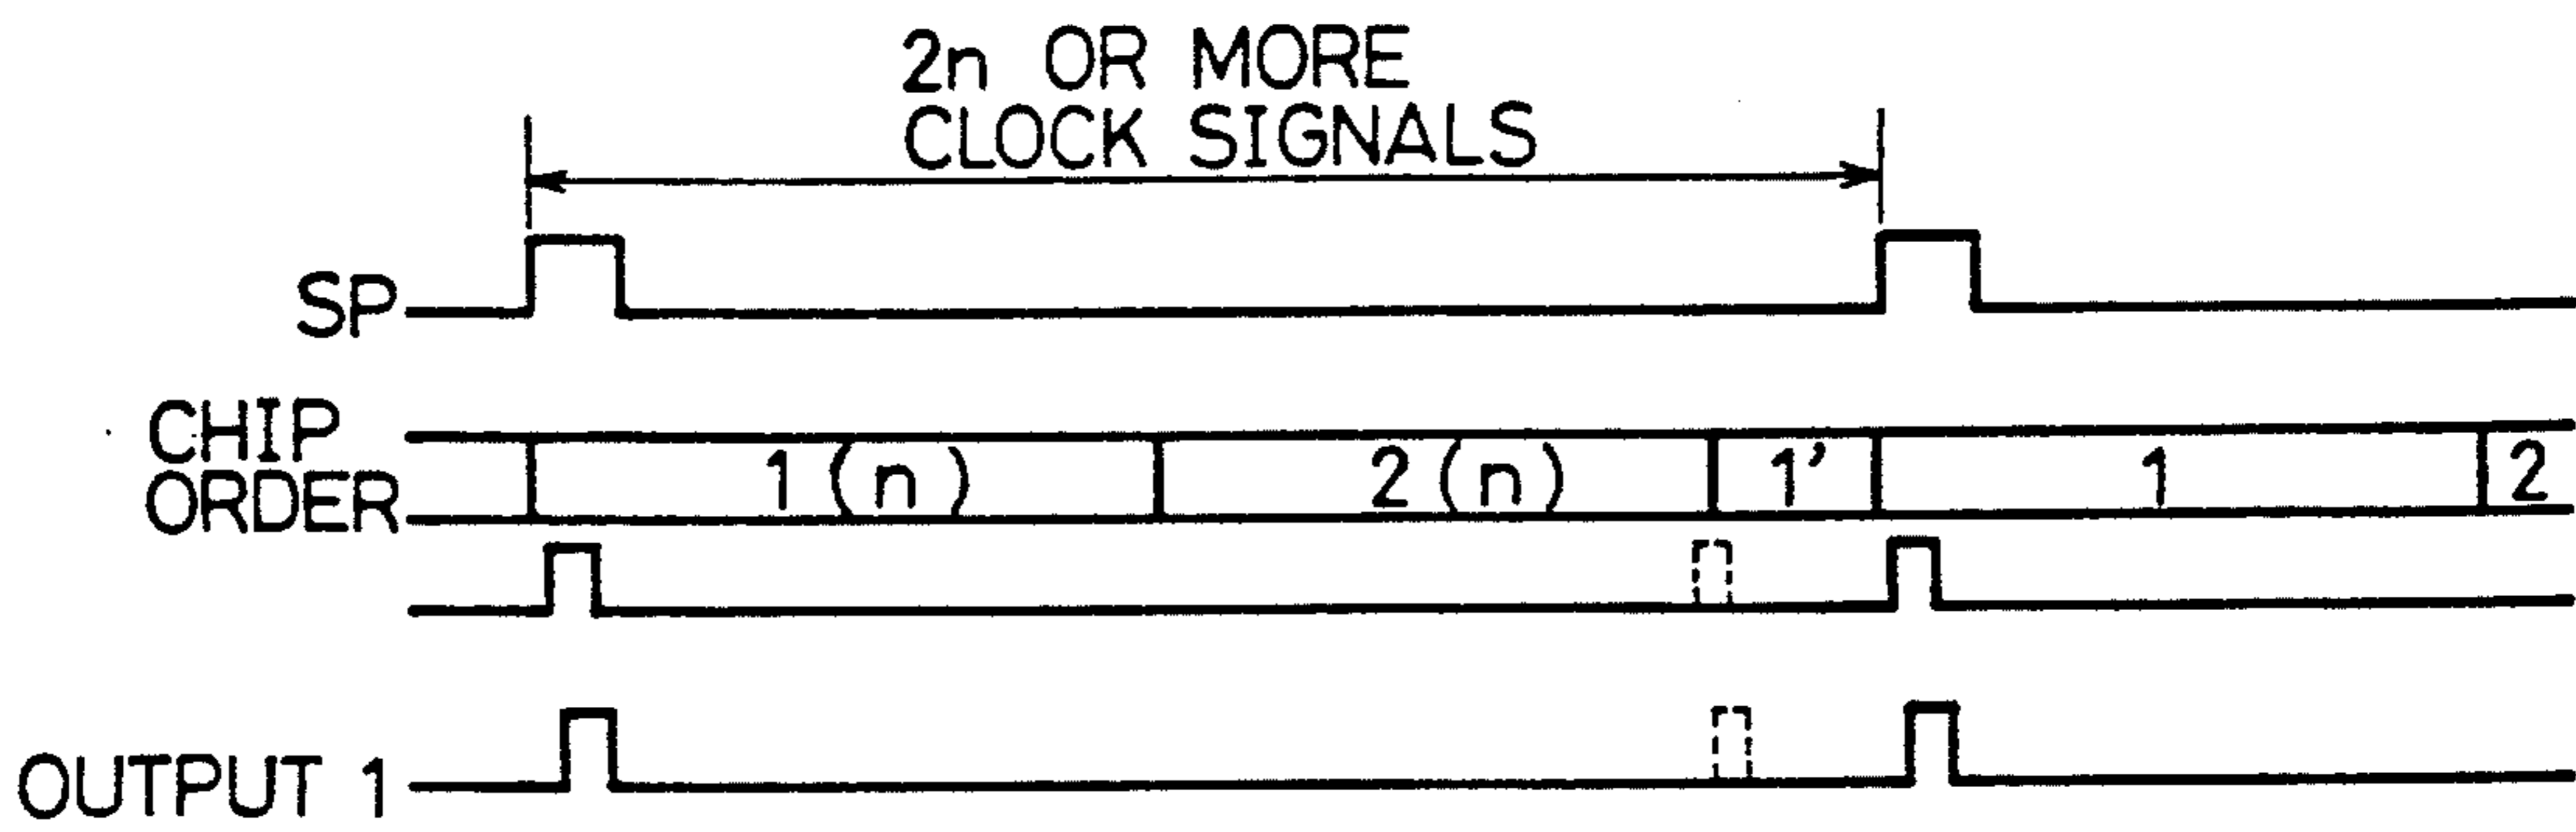 2n OR MORE
CLOCK SIGNALS
SP
CHIP
ORDER
1(n) 2(n) 1' 1 2
OUTPUT 1